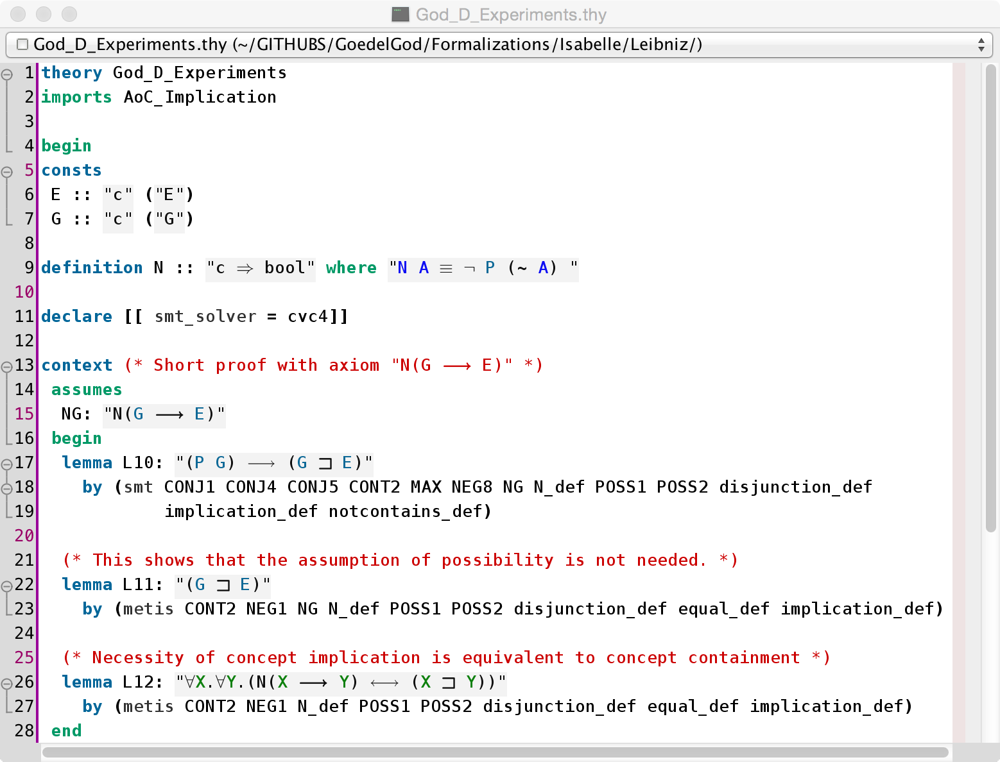 God_D_Experiments.thy
God_D_Experiments.thy (~/GITHUBS/GoedelGod/Formalizations/Isabelle/Leibniz/)
1 theory God_D_Experiments
2 imports AoC_Implication
3
4 begin
5 consts
6 E :: "c" ("E")
7 G :: "c" ("G")
8
9 definition N :: "c ⇒ bool" where "N A ≡ ¬ P (~ A) "
10
11 declare [[ smt_solver = cvc4]]
12
13 context (* Short proof with axiom "N(G ⟶ E)" *)
14 assumes
15 NG: "N(G ⟶ E)"
16 begin
17 lemma L10: "(P G) ⟶ (G ⊐ E)"
18 by (smt CONJ1 CONJ4 CONJ5 CONT2 MAX NEG8 NG N_def POSS1 POSS2 disjunction_def
19 implication_def notcontains_def)
20
21 (* This shows that the assumption of possibility is not needed. *)
22 lemma L11: "(G ⊐ E)"
23 by (metis CONT2 NEG1 NG N_def POSS1 POSS2 disjunction_def equal_def implication_def)
24
25 (* Necessity of concept implication is equivalent to concept containment *)
26 lemma L12: "∀X.∀Y.(N(X ⟶ Y) ⟷ (X ⊐ Y))"
27 by (metis CONT2 NEG1 N_def POSS1 POSS2 disjunction_def equal_def implication_def)
28 end